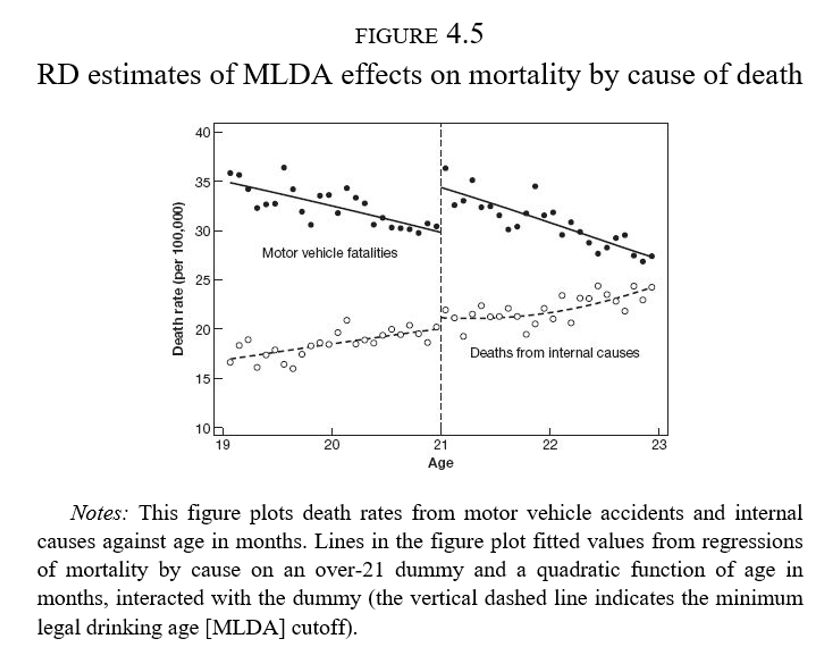 FIGURE 4.5
RD estimates of MLDA effects on mortality by cause of death
40
35
30
25
20
15
10
Death rate (per 100,000)
Motor vehicle fatalities
Deaths from internal causes
19
20
21
22
23
Age
Notes: This figure plots death rates from motor vehicle accidents and internal
causes against age in months. Lines in the figure plot fitted values from regressions
of mortality by cause on an over-21 dummy and a quadratic function of age in
months, interacted with the dummy (the vertical dashed line indicates the minimum
legal drinking age [MLDA] cutoff).